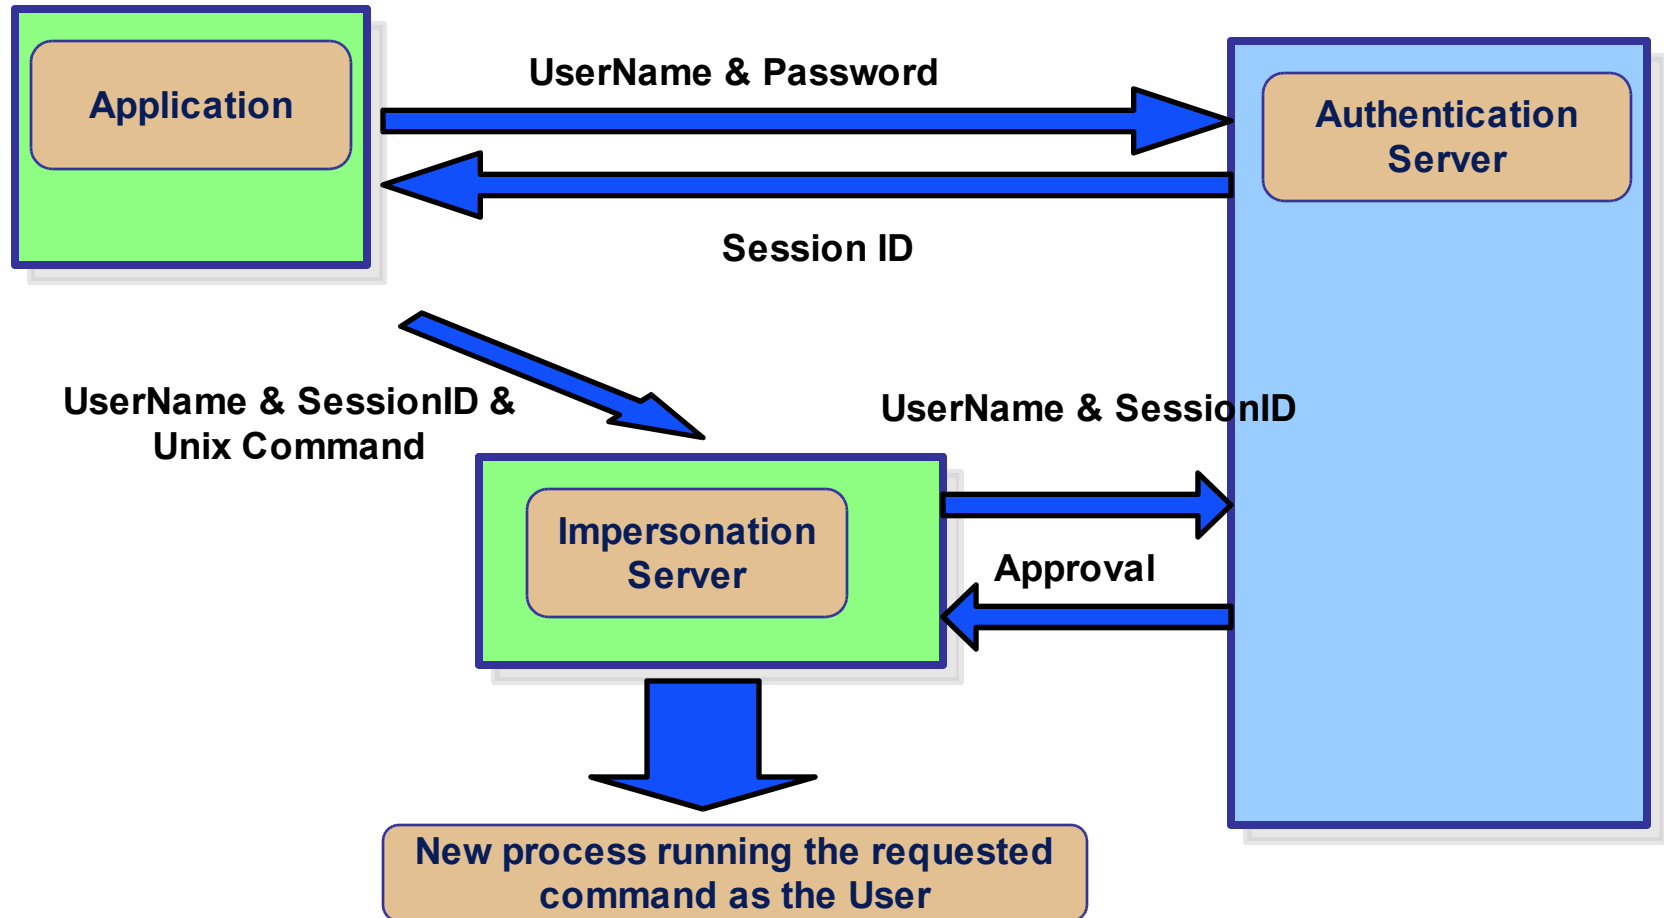 Application
UserName & Password
Authentication
Server
Session ID
UserName & SessionID &
Unix Command
UserName & SessionID
Impersonation
Server
Approval
New process running the requested
command as the User